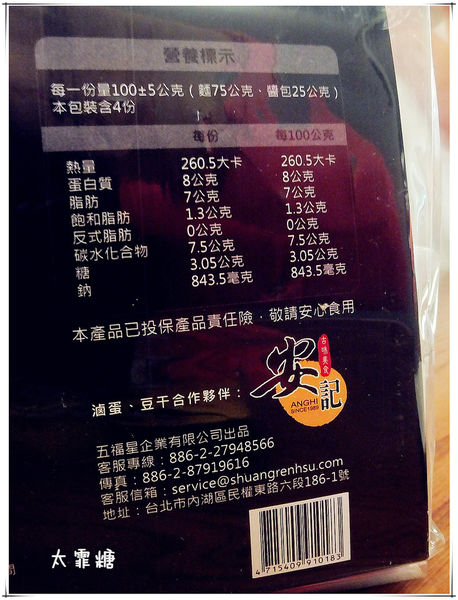 營養標示
每一份量100±5公克（麵75公克、醬包25公克）
本包裝含4份
每份 每100公克
熱量 260.5大卡 260.5大卡
蛋白質 8公克 8公克
脂肪 7公克 7公克
飽和脂肪 1.3公克 1.3公克
反式脂肪 0公克 0公克
碳水化合物 7.5公克 7.5公克
糖 3.05公克 3.05公克
鈉 843.5毫克 843.5毫克
本產品已投保產品責任險，敬請安心食用
滷蛋、豆干合作夥伴：
古味美食
安記
ANGHI
SINCE1989
五福星企業有限公司出品
客服專線：886-2-27948566
傳真：886-2-87919616
客服信箱：service@shuangrenhsu.com
地址：台北市內湖區民權東路六段186-1號
4 715409 910183
太霏糖